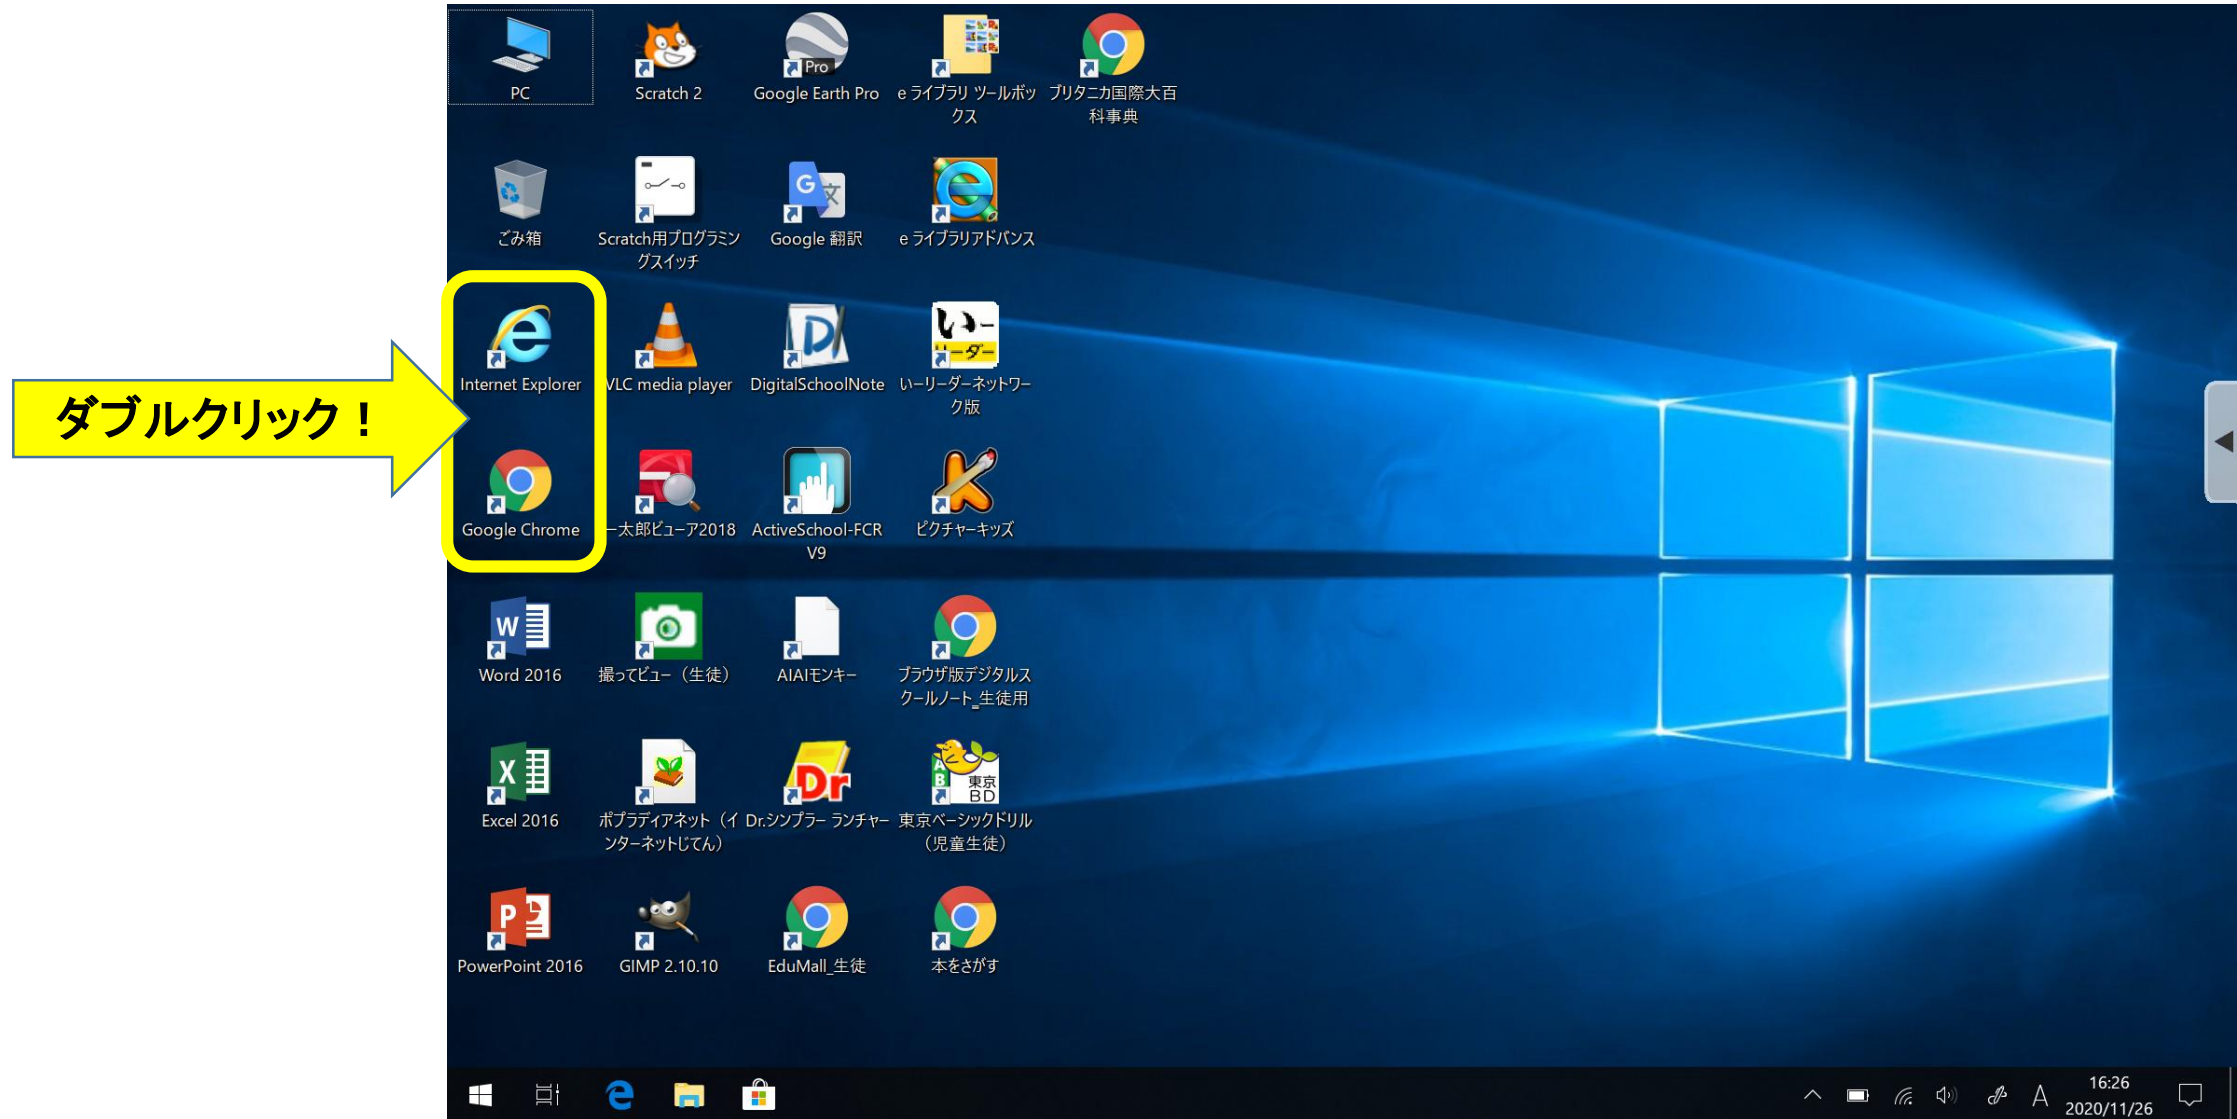 ダブルクリック！
PC
Scratch 2
Pro
Google Earth Pro
e ライブラリ ツールボッ
クス
ブリタニカ国際大百
科事典
ごみ箱
Scratch用プログラミン
グスイッチ
G 文
Google 翻訳
e ライブラリアドバンス
Internet Explorer
VLC media player
DigitalSchoolNote
いー
リーダー
いーリーダーネットワー
ク版
Google Chrome
一太郎ビューア2018
ActiveSchool-FCR
V9
ピクチャーキッズ
W
Word 2016
撮ってビュー（生徒）
AIAIモンキー
ブラウザ版デジタルス
クールノート_生徒用
X
Excel 2016
ポプラディアネット（イ
ンターネットじてん）
Dr
Dr.シンプラー ランチャー
A
B
東京
BD
東京ベーシックドリル
（児童生徒）
P
PowerPoint 2016
GIMP 2.10.10
EduMall_生徒
本をさがす
A
16:26
2020/11/26